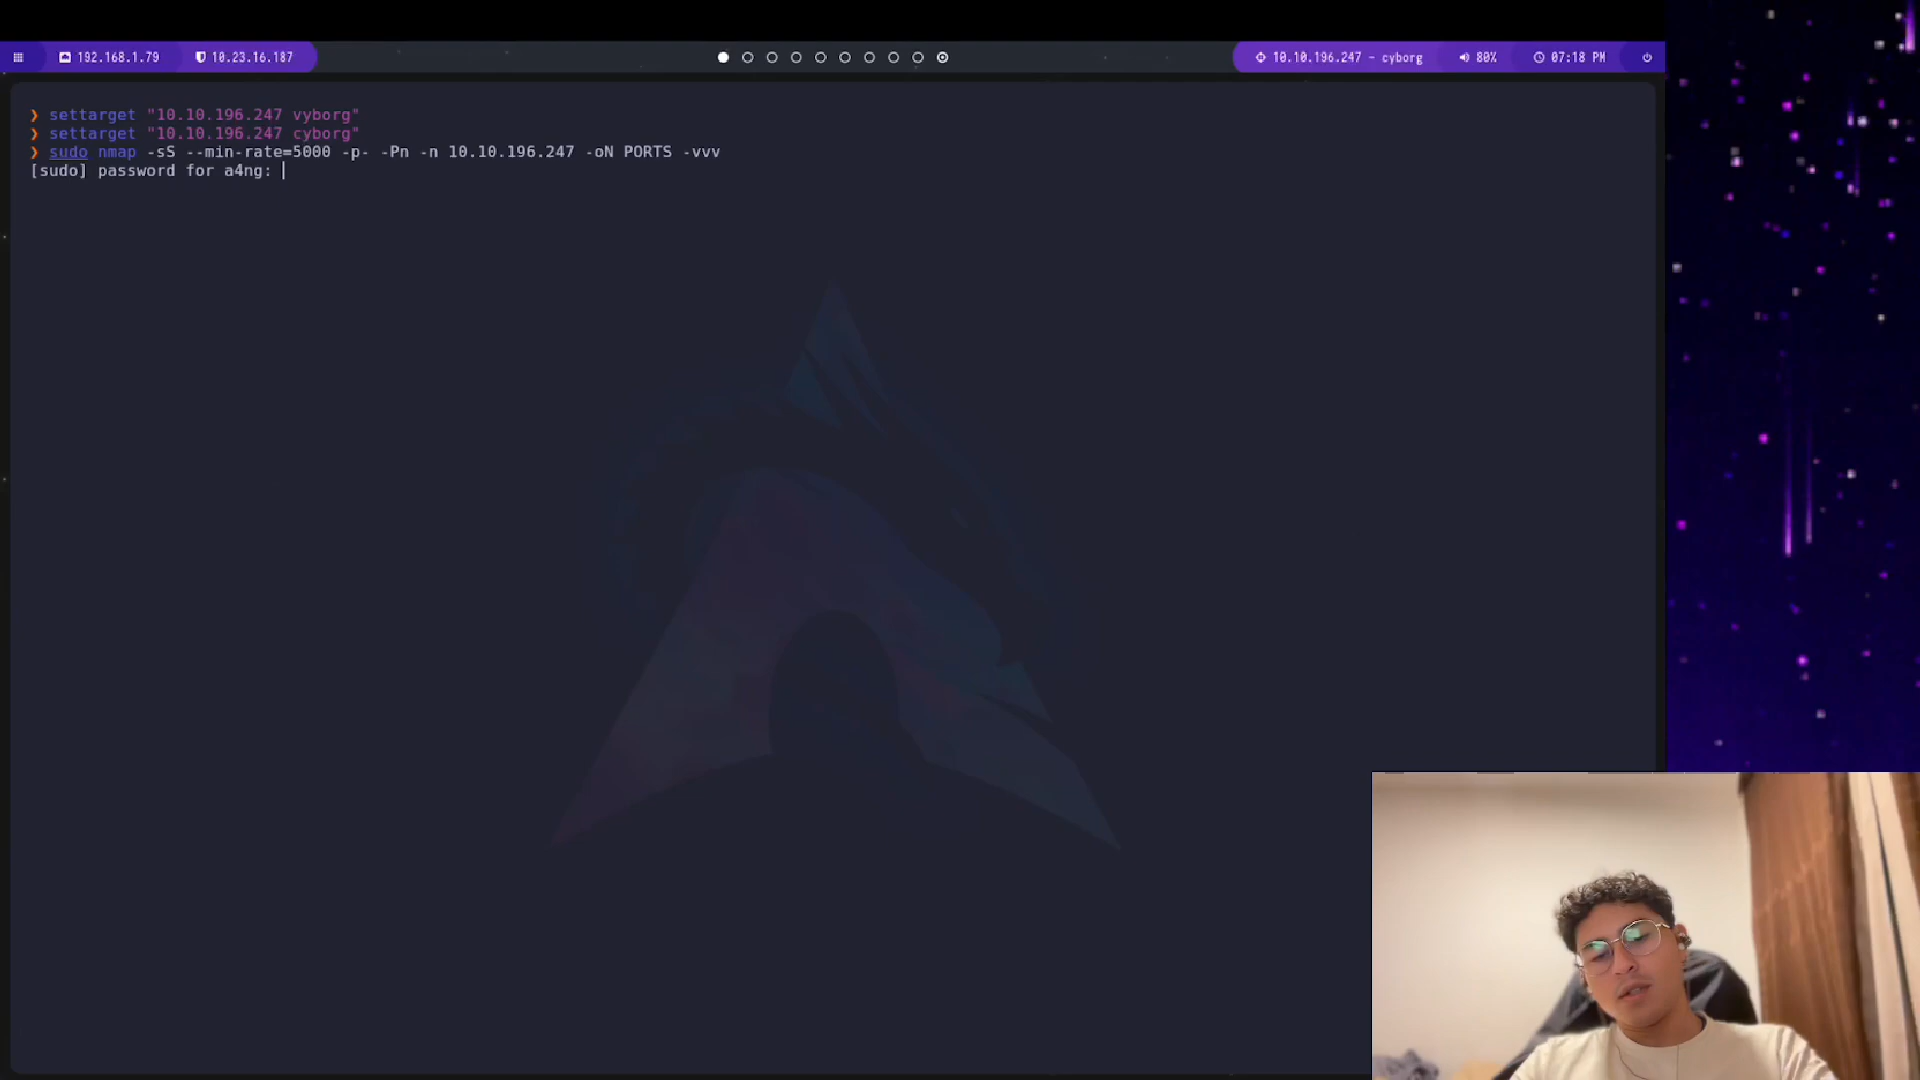 192.168.1.79 10.23.16.187 10.10.196.247 - cyborg 80% 07:18 PM
❯ settarget "10.10.196.247 vyborg"
❯ settarget "10.10.196.247 cyborg"
❯ sudo nmap -sS --min-rate=5000 -p- -Pn -n 10.10.196.247 -oN PORTS -vvv
[sudo] password for a4ng: